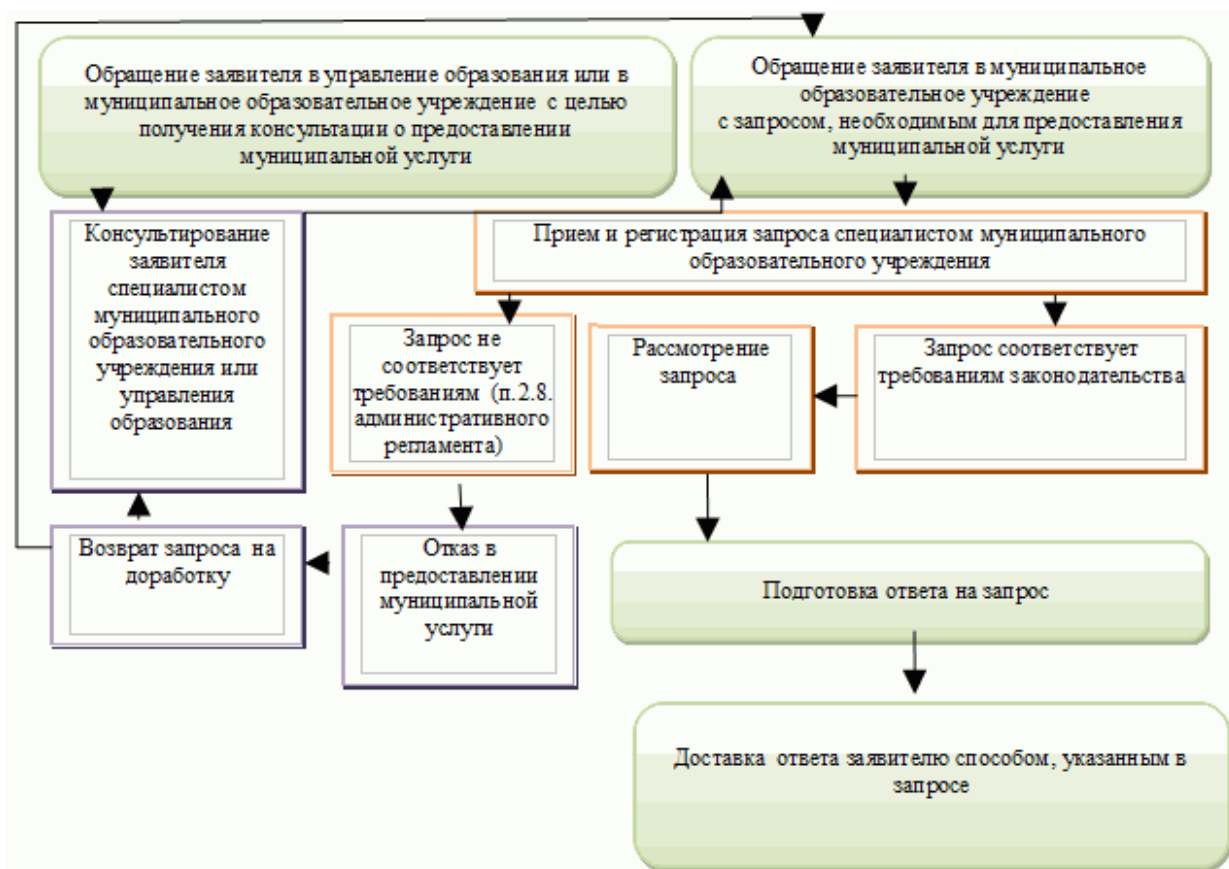 Обращение заявителя в управление образования или в
муниципальное образовательное учреждение с целью
получения консультации о предоставлении
муниципальной услуги
Обращение заявителя в муниципальное
образовательное учреждение
с запросом, необходимым для предоставления
муниципальной услуги
Консультирование
заявителя
специалистом
муниципального
образовательного
учреждения или
управления
образования
Прием и регистрация запроса специалистом муниципального
образовательного учреждения
Запрос не
соответствует
требованиям (п.2.8.
административного
регламента)
Рассмотрение
запроса
Запрос соответствует
требованиям законодательства
Возврат запроса на
доработку
Отказ в
предоставлении
муниципальной
услуги
Подготовка ответа на запрос
Доставка ответа заявителю способом, указанным в
запросе